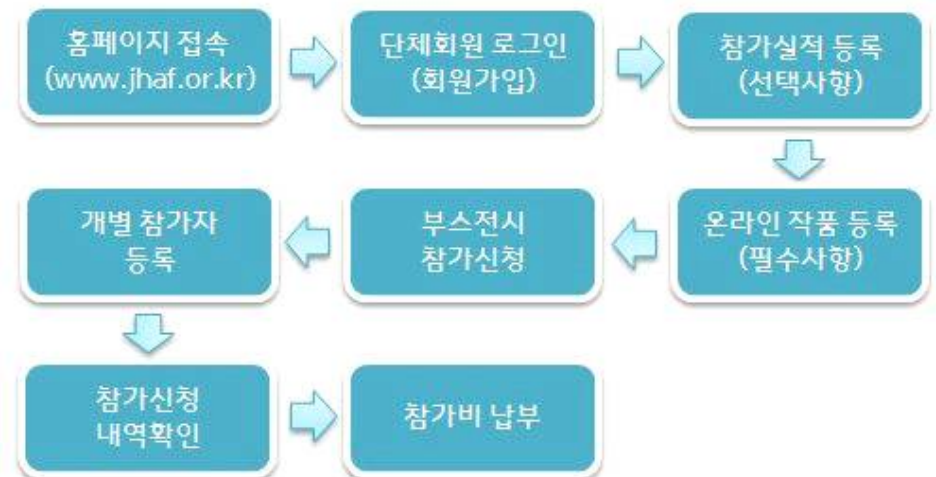 홈페이지 접속
(www.jhaf.or.kr)
단체회원 로그인
(회원가입)
참가실적 등록
(선택사항)
온라인 작품 등록
(필수사항)
부스전시
참가신청
개별 참가자
등록
참가신청
내역확인
참가비 납부